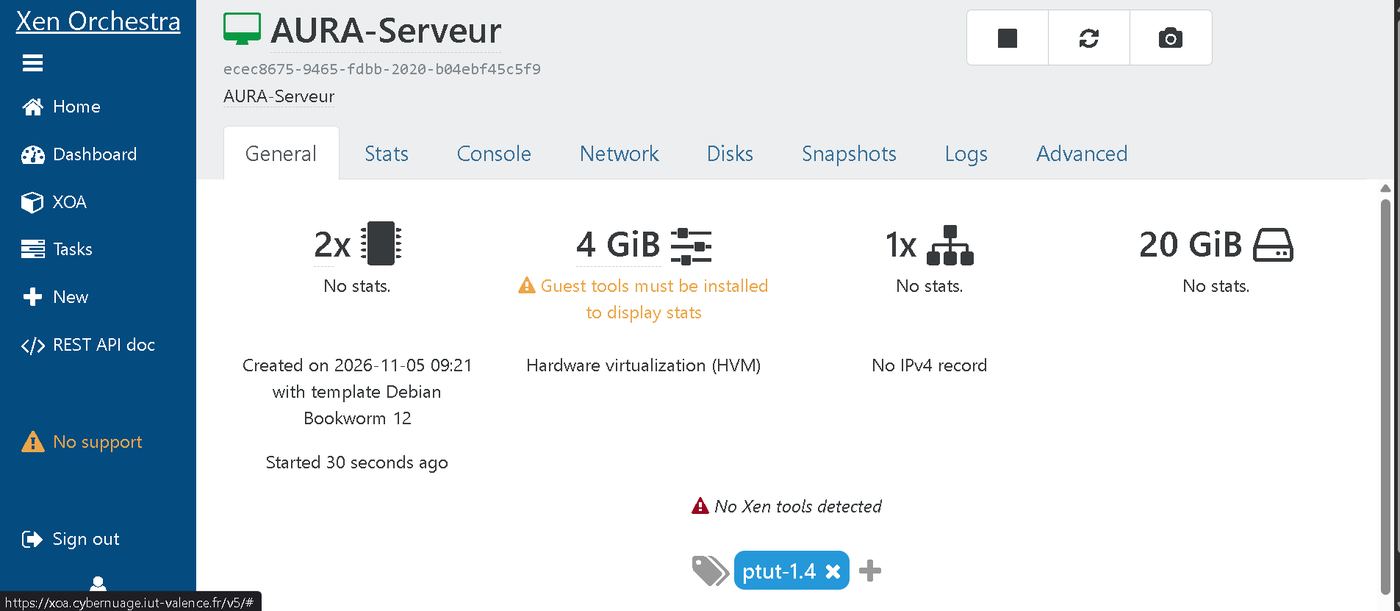 Xen Orchestra
Home
Dashboard
XOA
Tasks
New
REST API doc
No support
Sign out
AURA-Serveur
ecec8675-9465-fdbb-2020-b04ebf45c5f9
AURA-Serveur
General Stats Console Network Disks Snapshots Logs Advanced
2x
No stats.
4 GiB
Guest tools must be installed
to display stats
1x
No stats.
20 GiB
No stats.
Created on 2026-11-05 09:21
with template Debian
Bookworm 12
Hardware virtualization (HVM)
No IPv4 record
Started 30 seconds ago
No Xen tools detected
ptut-1.4
https://xoa.cybernuage.iut-valence.fr/v5/#